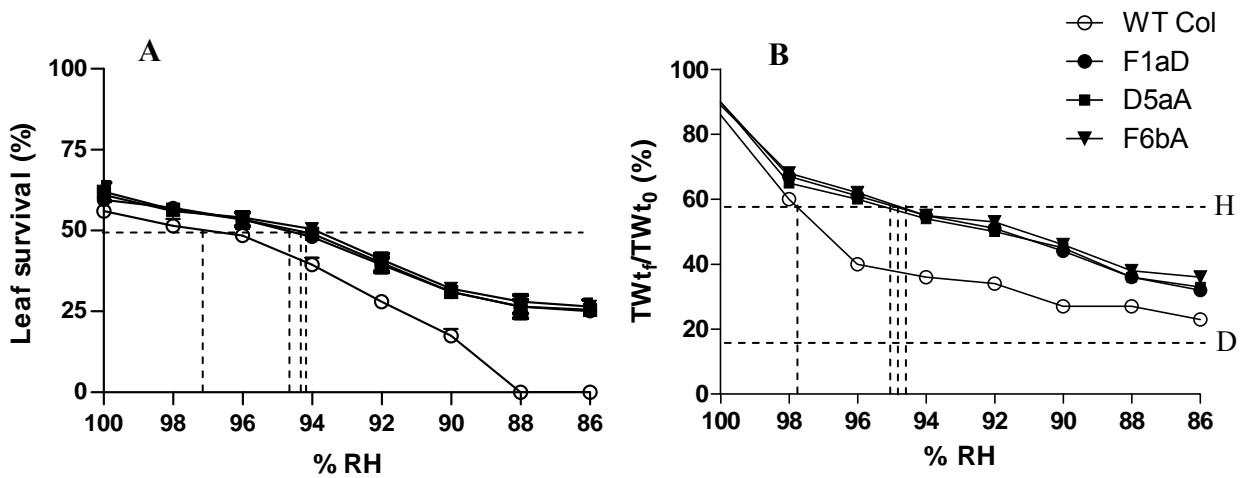 A
Leaf survival (%)
100
75
50
25
0
100 98 96 94 92 90 88 86
% RH
B
TWtf/TWt0 (%)
100
80
60
40
20
0
100 98 96 94 92 90 88 86
% RH
WT Col
F1aD
D5aA
F6bA
H
D